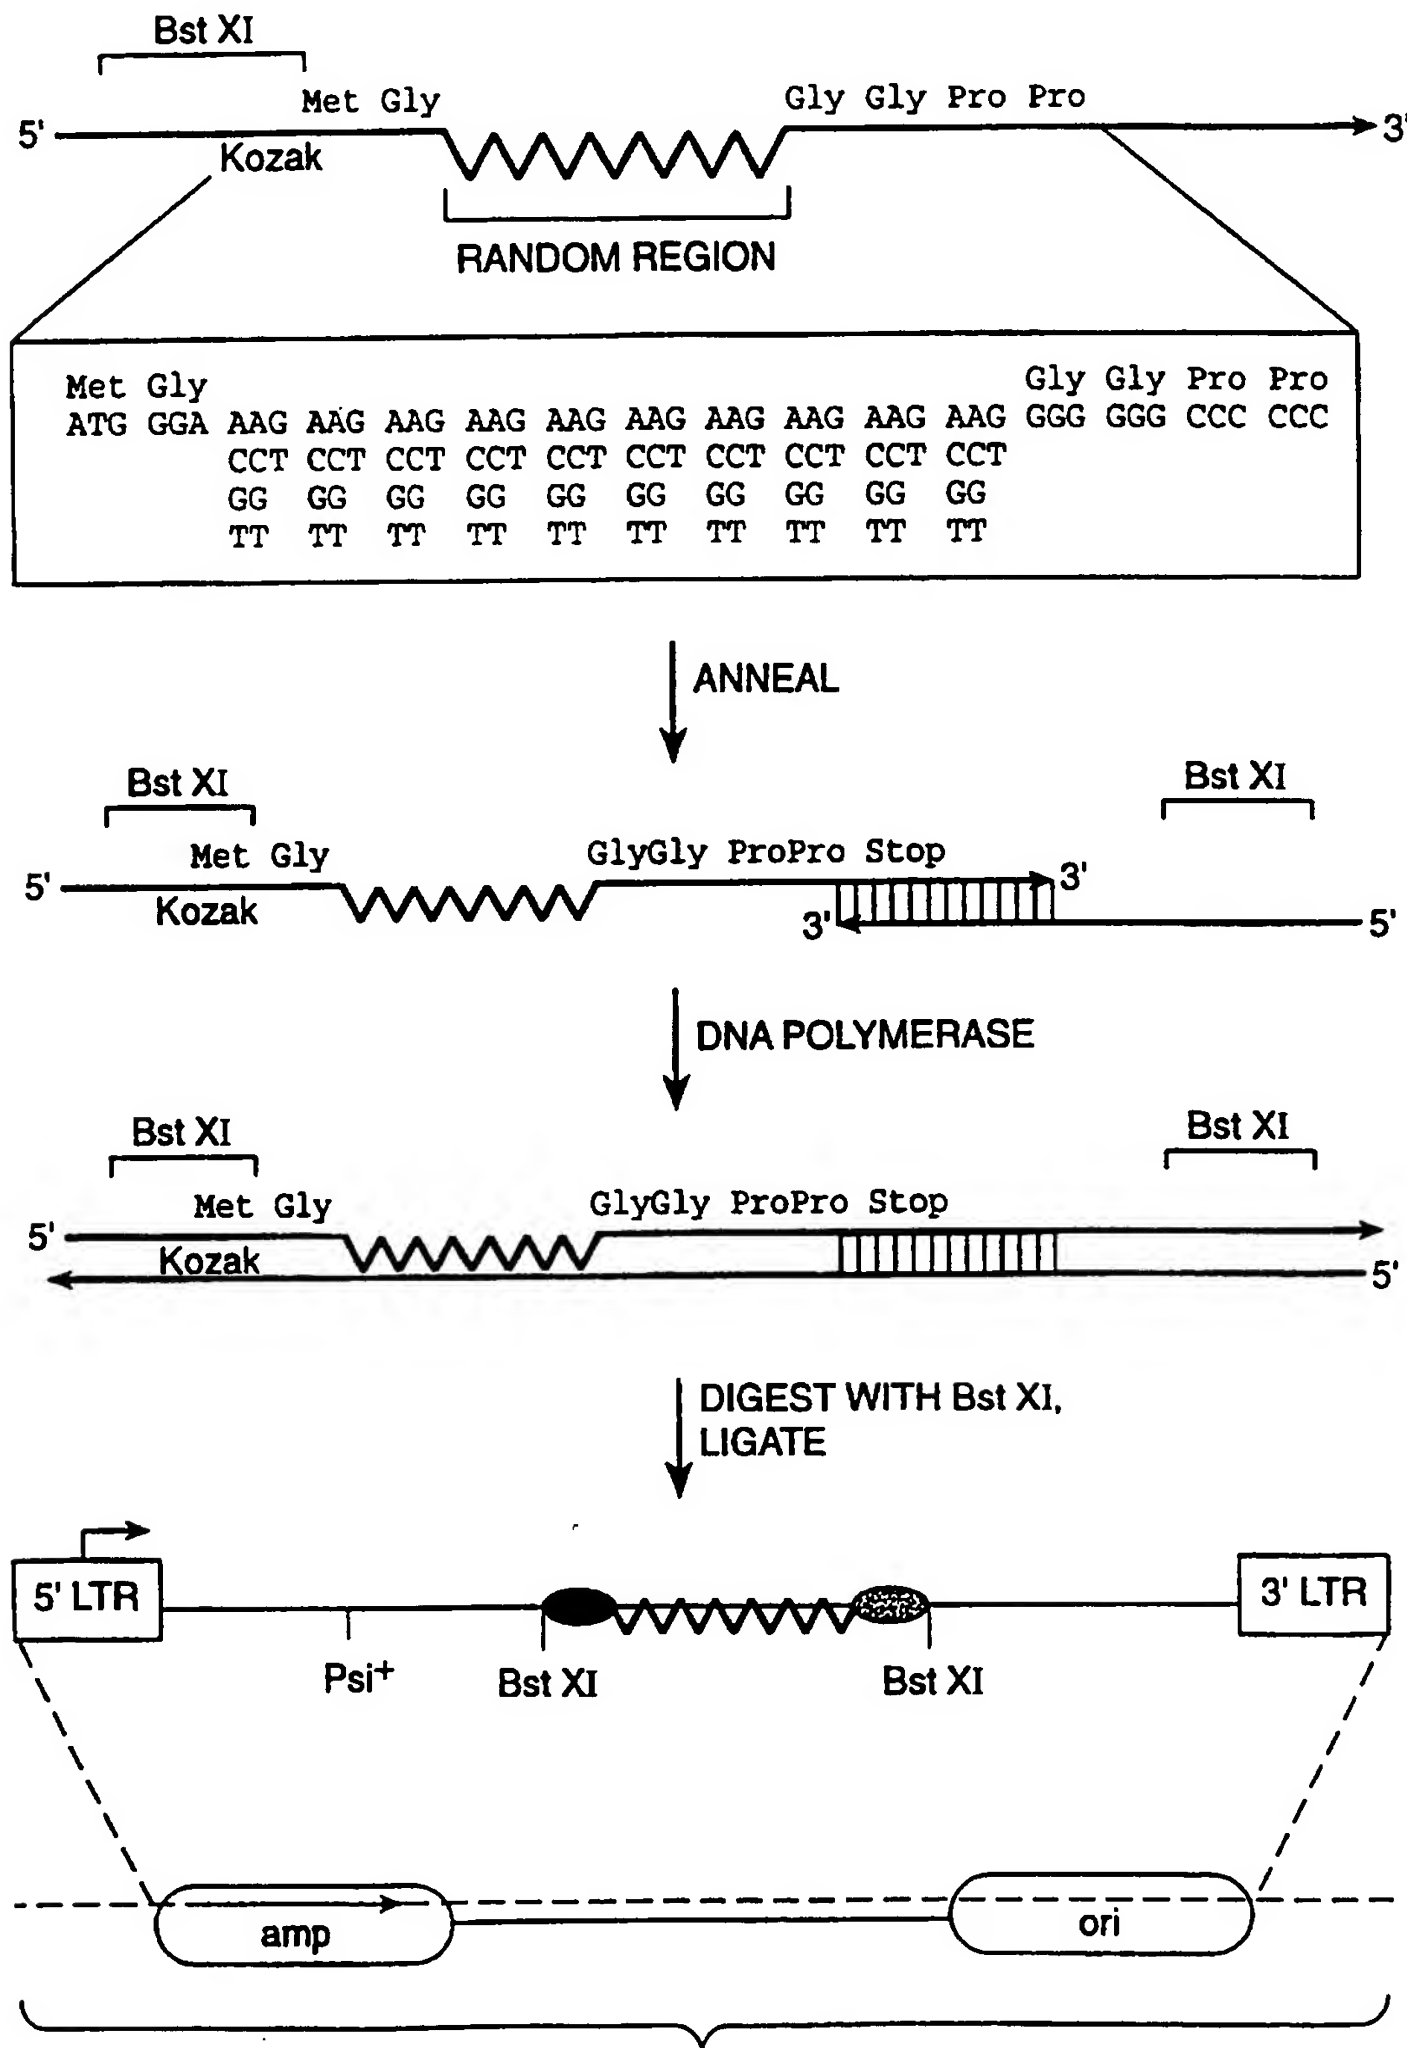 Bst XI
Met Gly
Gly Gly Pro Pro
5'
3'
Kozak
RANDOM REGION
Met Gly
Gly Gly Pro Pro
ATG GGA AAG AAG AAG AAG AAG AAG AAG AAG AAG AAG GGG GGG CCC CCC
CCT CCT CCT CCT CCT CCT CCT CCT CCT CCT
GG GG GG GG GG GG GG GG GG GG
TT TT TT TT TT TT TT TT TT TT
ANNEAL
Bst XI
Bst XI
Met Gly
GlyGly ProPro Stop
5'
3'
Kozak
3'
5'
DNA POLYMERASE
Bst XI
Bst XI
Met Gly
GlyGly ProPro Stop
5'
Kozak
5'
DIGEST WITH Bst XI,
LIGATE
5' LTR
3' LTR
Psi+
Bst XI
Bst XI
amp
ori